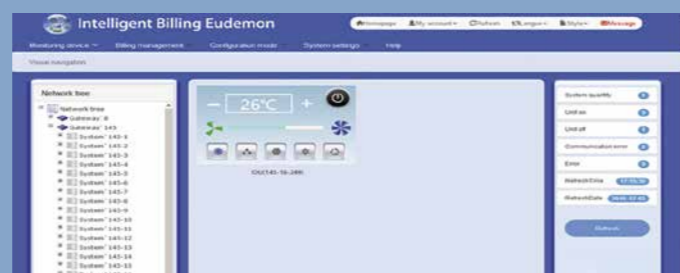 Intelligent Billing Eudemon
Homepage My account Refresh Language Style Message
Monitoring device Billing management Configuration mode System settings Help
Visual navigation
Network tree
Network tree
Gateway
Gateway 145
System 145-1
System 145-2
System 145-3
System 145-4
System 145-5
System 145-6
System 145-7
System 145-8
System 145-9
System 145-10
System 145-11
System 145-12
System 145-13
System 145-14
System 145-15
26°C
System quantity
Unit on
Unit off
Communication error
Error
Refresh Time
Refresh Date
Refresh